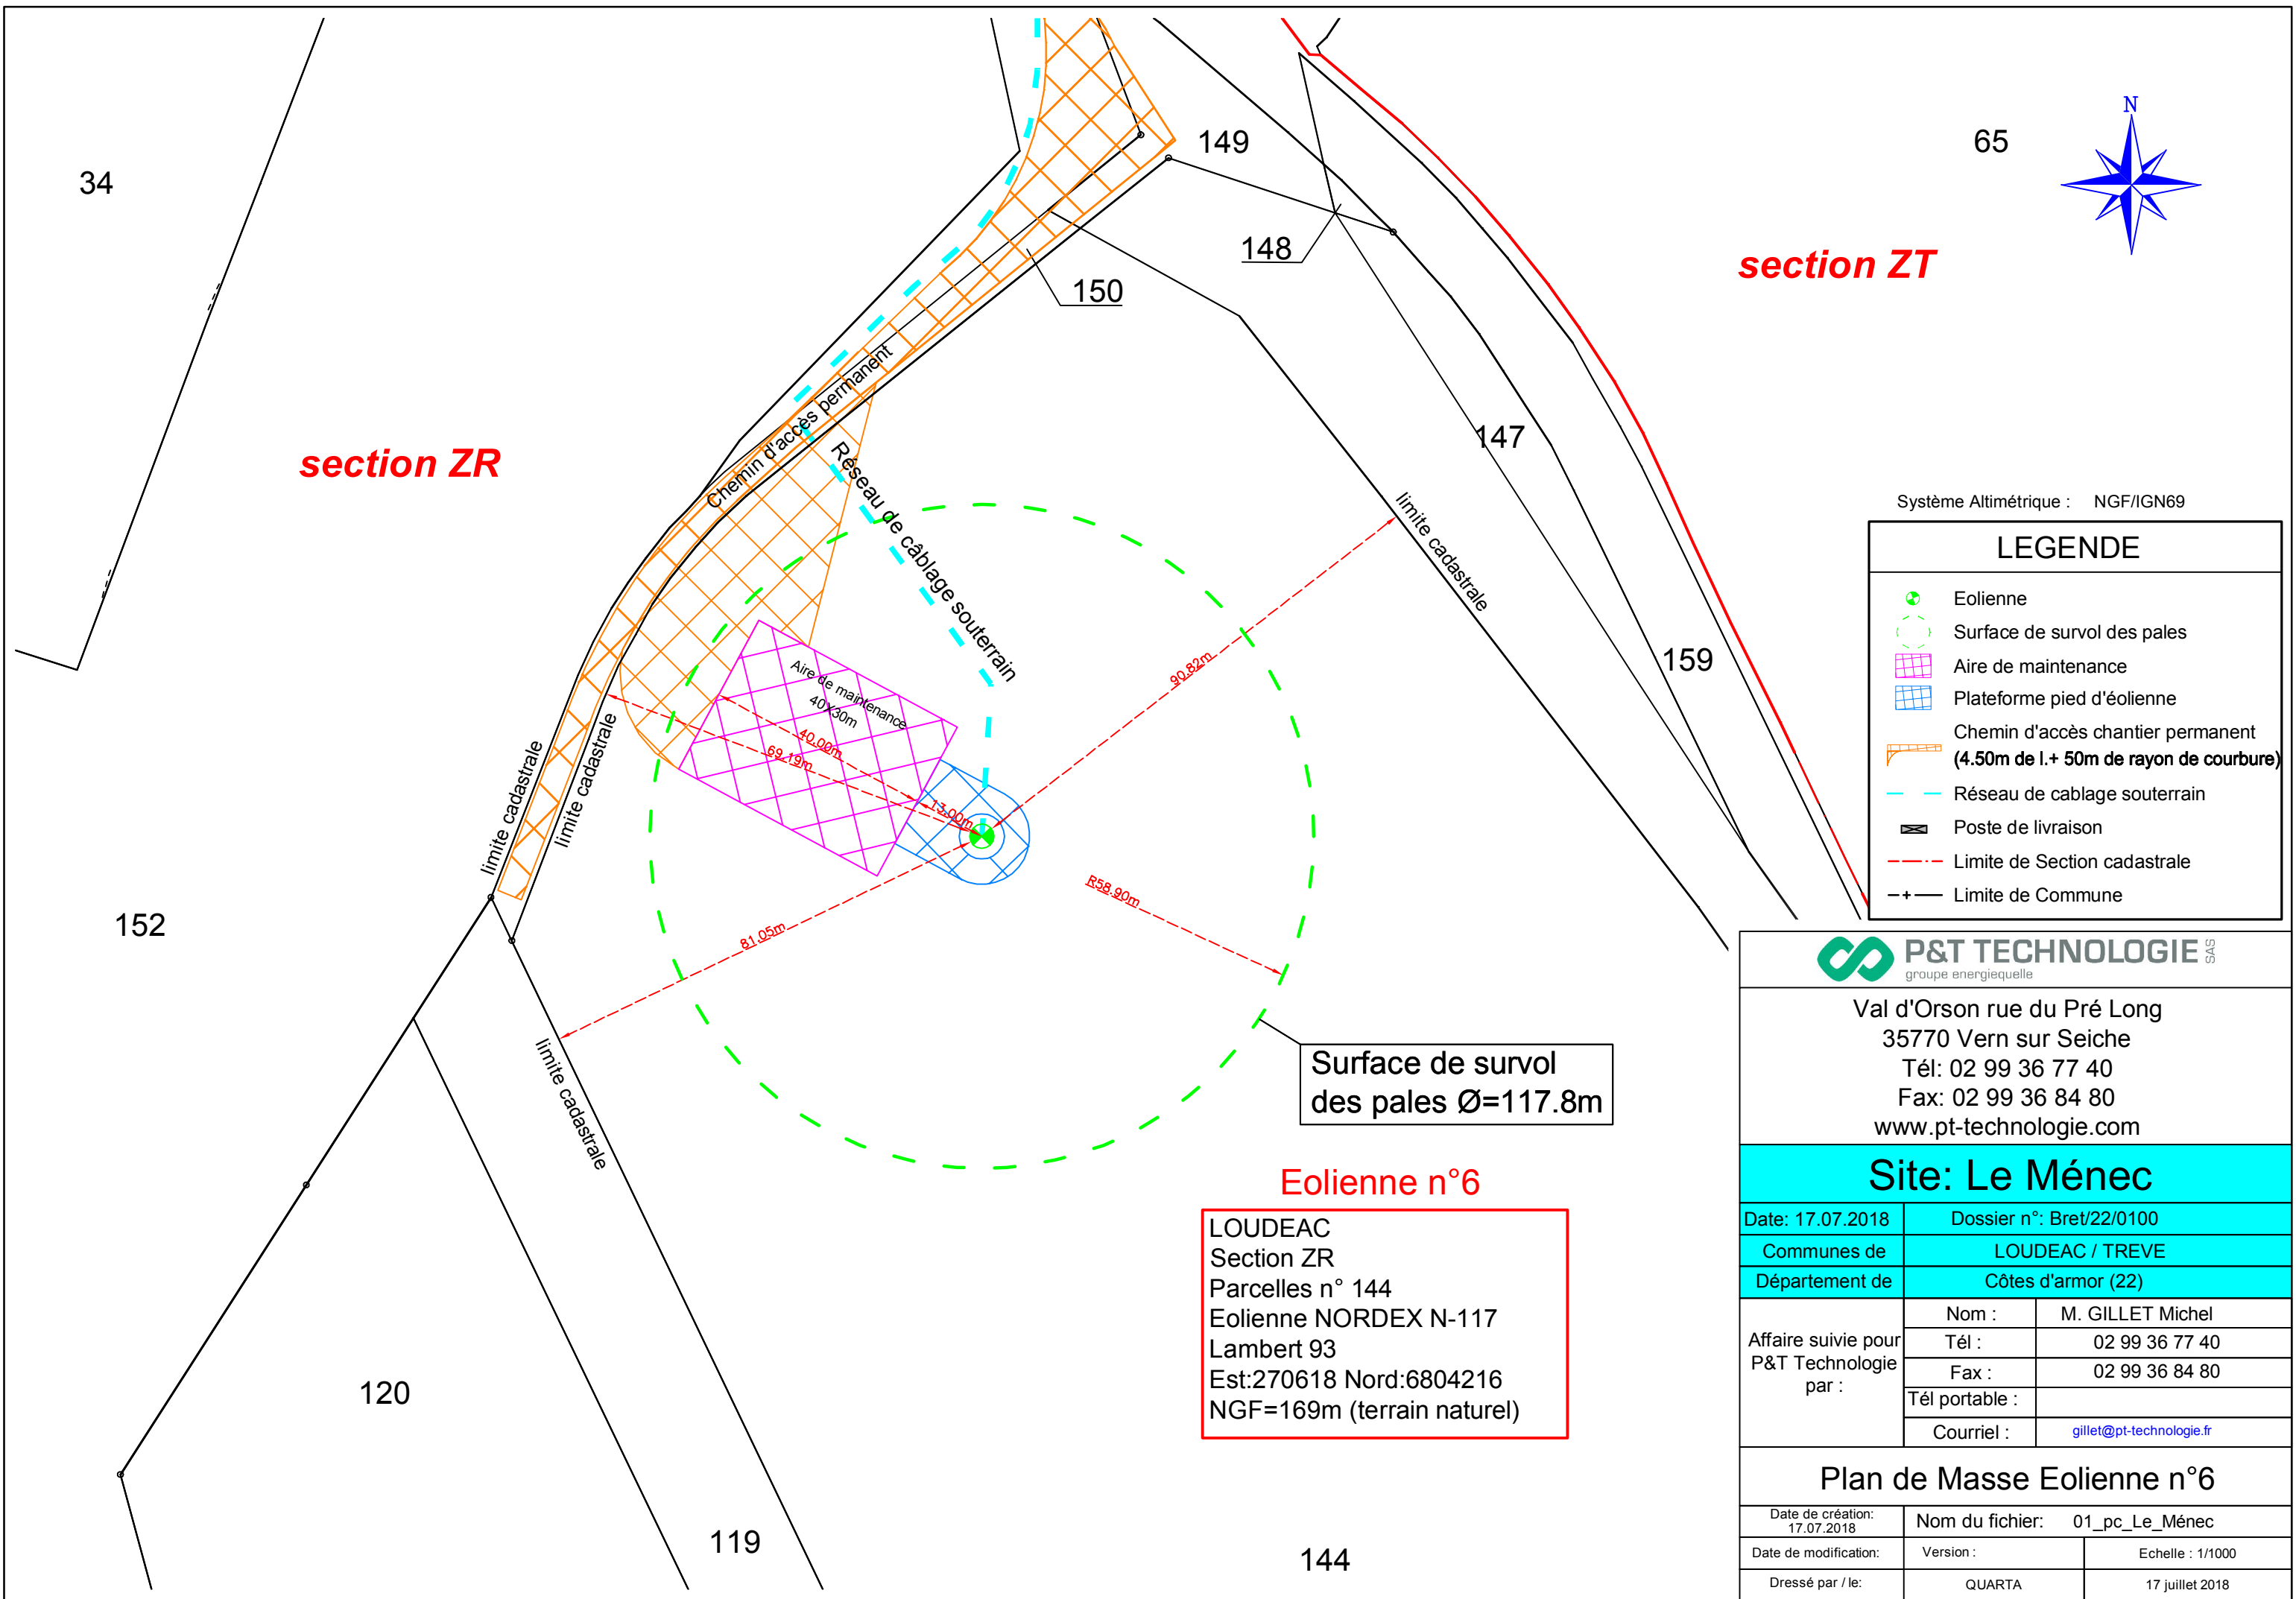 N
34
149
65
148
section ZT
150
section ZR
Chemin d'accès permanent
Réseau de câblage souterrain
147
limite cadastrale
159
Aire de maintenance
40X30m
90.82m
40.00m
69.19m
13.00m
limite cadastrale
limite cadastrale
R58.90m
81.05m
152
limite cadastrale
Surface de survol
des pales Ø=117.8m
Eolienne n°6
LOUDEAC
Section ZR
Parcelles n° 144
Eolienne NORDEX N-117
Lambert 93
Est:270618 Nord:6804216
NGF=169m (terrain naturel)
120
119
144
Système Altimétrique : NGF/IGN69
LEGENDE
Eolienne
Surface de survol des pales
Aire de maintenance
Plateforme pied d'éolienne
Chemin d'accès chantier permanent
(4.50m de l.+ 50m de rayon de courbure)
Réseau de cablage souterrain
Poste de livraison
Limite de Section cadastrale
Limite de Commune
P&T TECHNOLOGIE SAS
groupe energiequelle
Val d'Orson rue du Pré Long
35770 Vern sur Seiche
Tél: 02 99 36 77 40
Fax: 02 99 36 84 80
www.pt-technologie.com
Site: Le Ménec
Date: 17.07.2018 Dossier n°: Bret/22/0100
Communes de LOUDEAC / TREVE
Département de Côtes d'armor (22)
Affaire suivie pour
P&T Technologie
par :
Nom : M. GILLET Michel
Tél : 02 99 36 77 40
Fax : 02 99 36 84 80
Tél portable :
Courriel : gillet@pt-technologie.fr
Plan de Masse Eolienne n°6
Date de création:
17.07.2018
Nom du fichier: 01_pc_Le_Ménec
Date de modification: Version : Echelle : 1/1000
Dressé par / le: QUARTA 17 juillet 2018